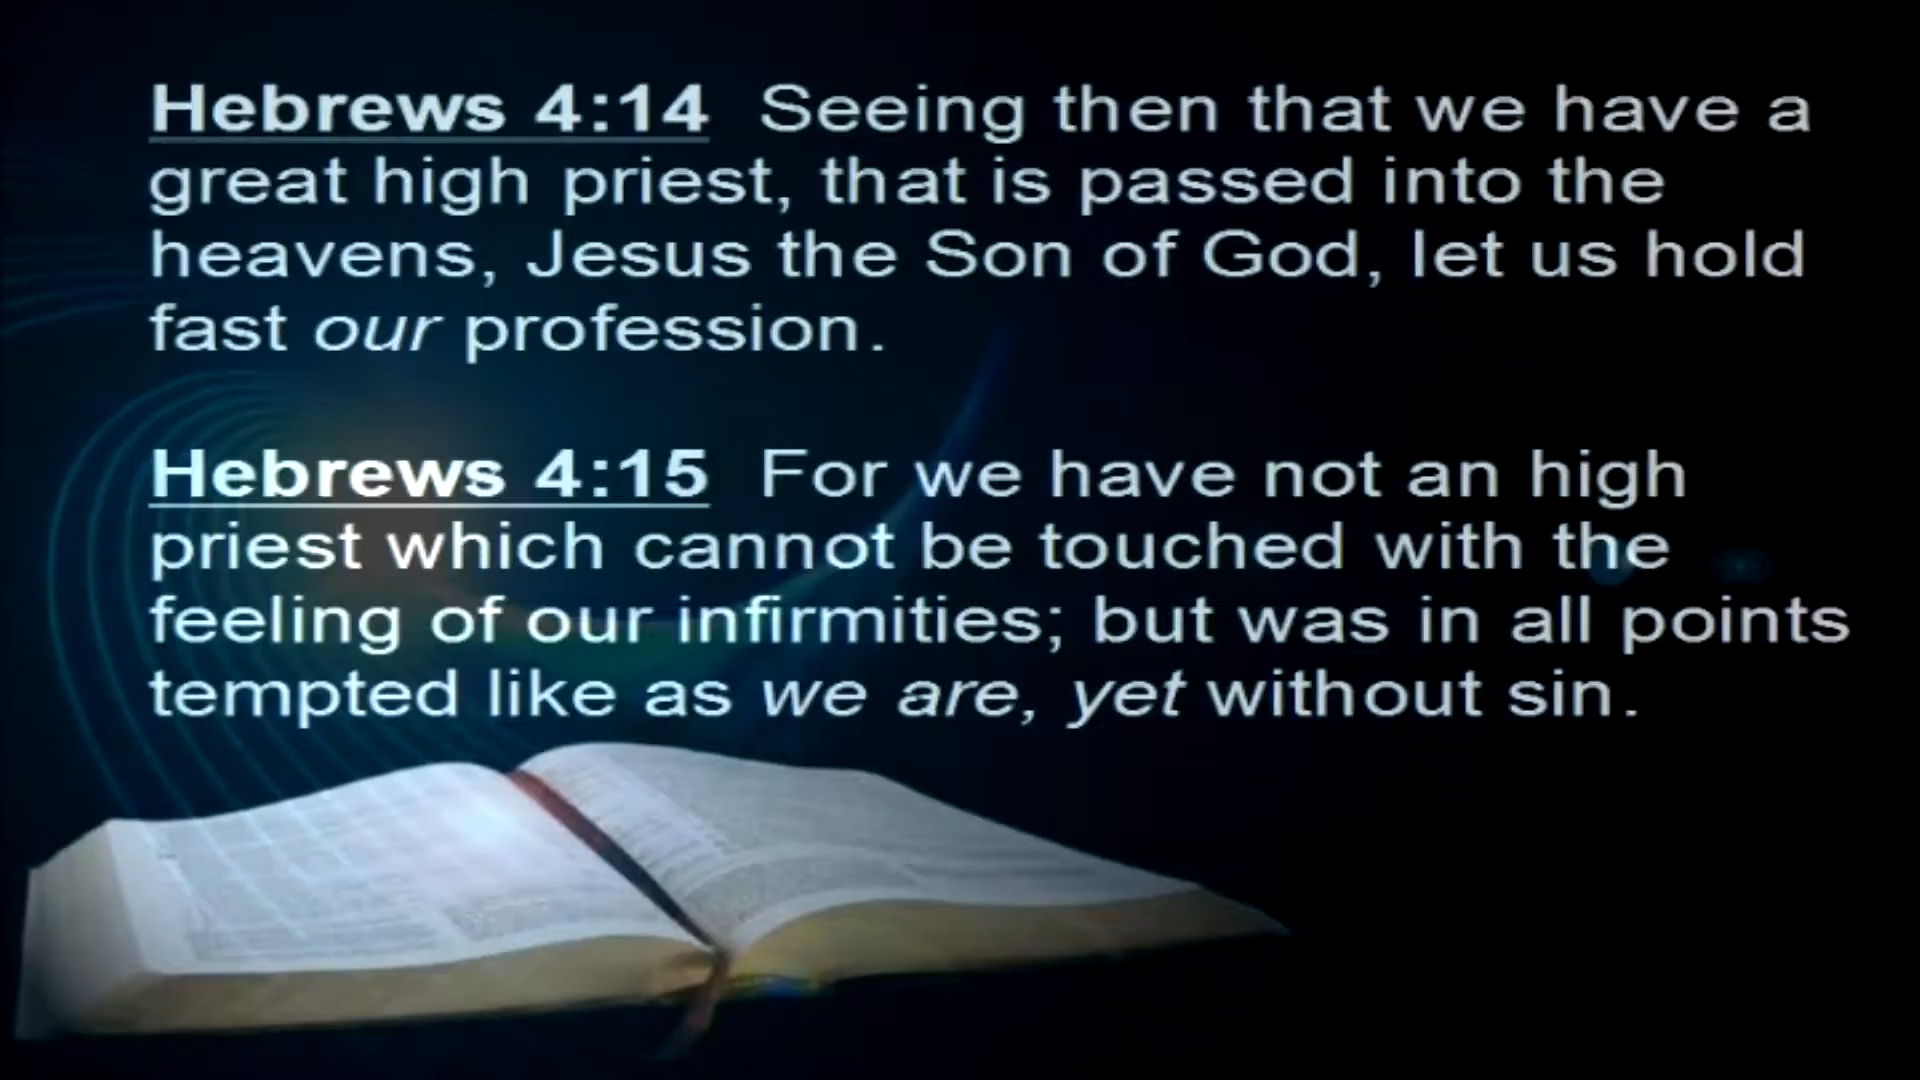 Hebrews 4:14 Seeing then that we have a
great high priest, that is passed into the
heavens, Jesus the Son of God, let us hold
fast our profession.
Hebrews 4:15 For we have not an high
priest which cannot be touched with the
feeling of our infirmities; but was in all points
tempted like as we are, yet without sin.